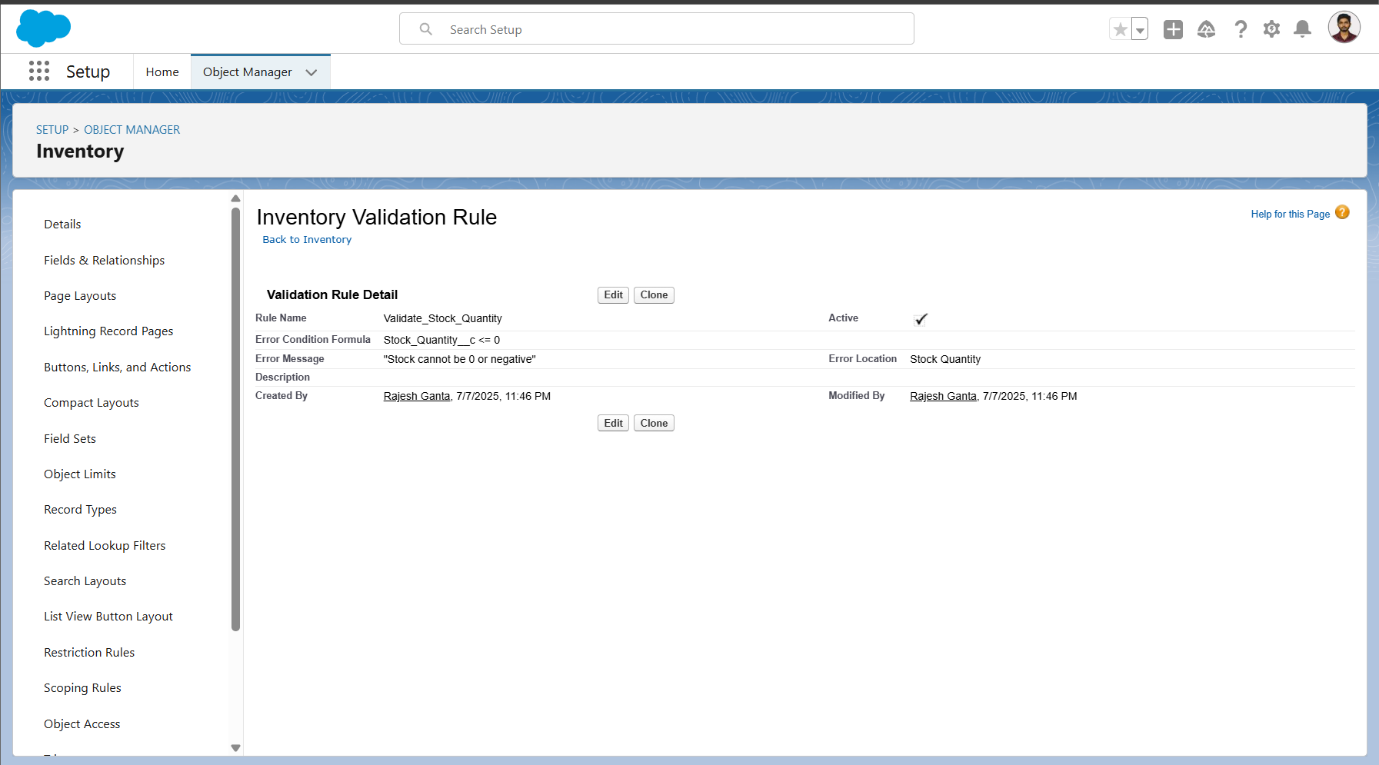 Search Setup
Setup
Home
Object Manager
SETUP > OBJECT MANAGER
Inventory
Details
Fields & Relationships
Page Layouts
Lightning Record Pages
Buttons, Links, and Actions
Compact Layouts
Field Sets
Object Limits
Record Types
Related Lookup Filters
Search Layouts
List View Button Layout
Restriction Rules
Scoping Rules
Object Access
Inventory Validation Rule
Help for this Page ?
Back to Inventory
Validation Rule Detail
Edit Clone
Rule Name Validate_Stock_Quantity Active
Error Condition Formula Stock_Quantity__c <= 0
Error Message "Stock cannot be 0 or negative" Error Location Stock Quantity
Description
Created By Rajesh Ganta, 7/7/2025, 11:46 PM Modified By Rajesh Ganta, 7/7/2025, 11:46 PM
Edit Clone